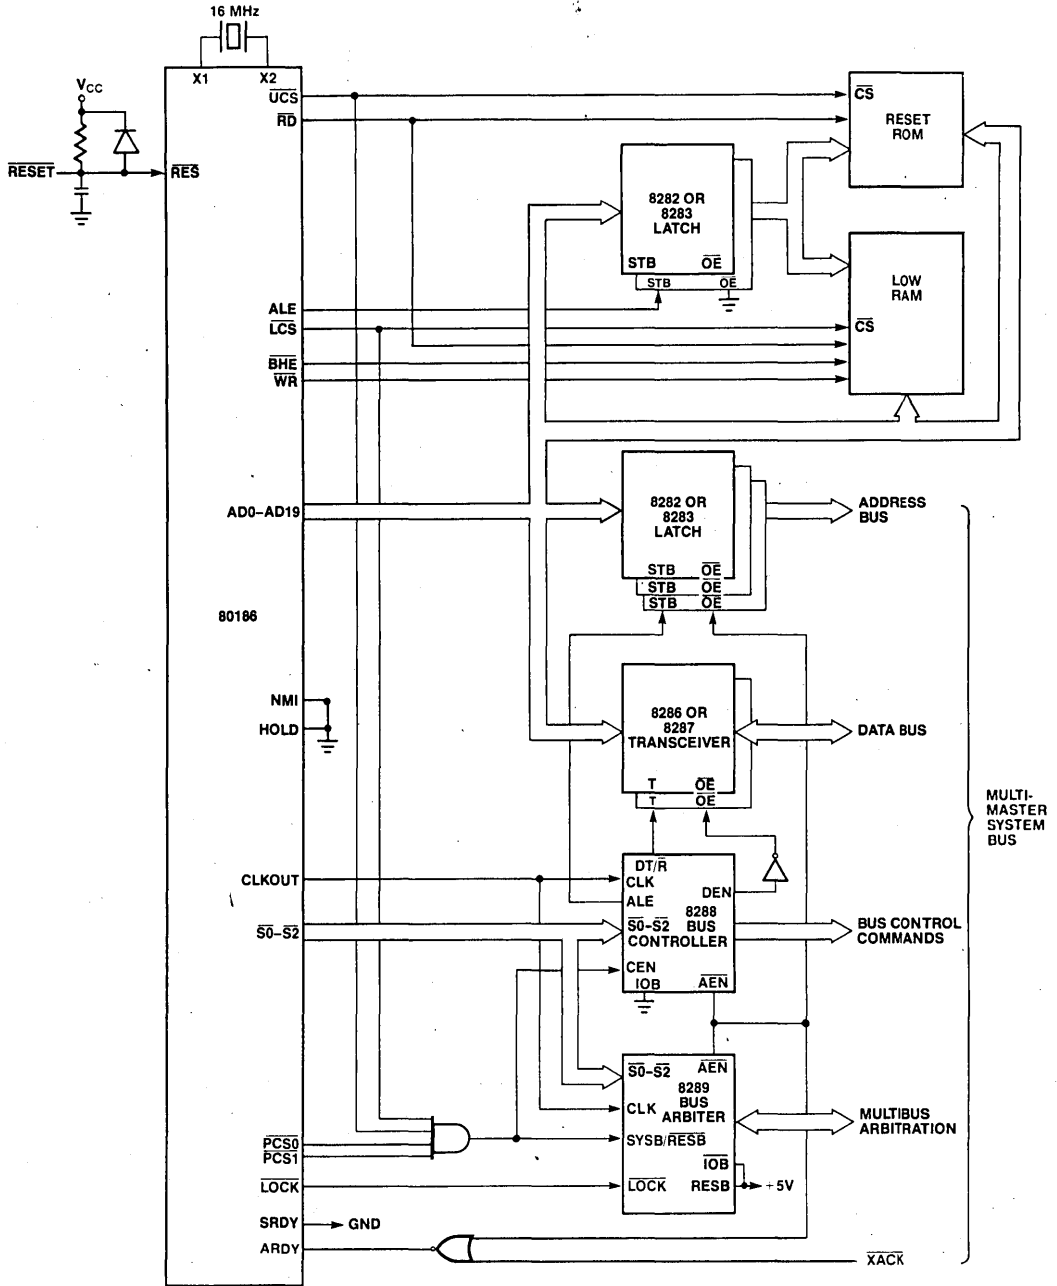 16 MHz
X1
X2
VCC
RESET
RES
UCS
RD
CS
RESET
ROM
8282 OR
8283
LATCH
STB
OE
STB
OE
LOW
RAM
CS
ALE
LCS
BHE
WR
AD0–AD19
8282 OR
8283
LATCH
STB
OE
STB
OE
STB
OE
ADDRESS
BUS
80186
NMI
HOLD
8286 OR
8287
TRANSCEIVER
T
OE
T
OE
DATA BUS
MULTI-
MASTER
SYSTEM
BUS
CLKOUT
S0–S2
DT/R
CLK
ALE
DEN
8288
S0–S2 BUS
CONTROLLER
CEN
IOB
AEN
BUS CONTROL
COMMANDS
S0–S2
AEN
8289
BUS
ARBITER
CLK
SYSB/RESB
IOB
LOCK
RESB
+5V
MULTIBUS
ARBITRATION
PCS0
PCS1
LOCK
SRDY
GND
ARDY
XACK